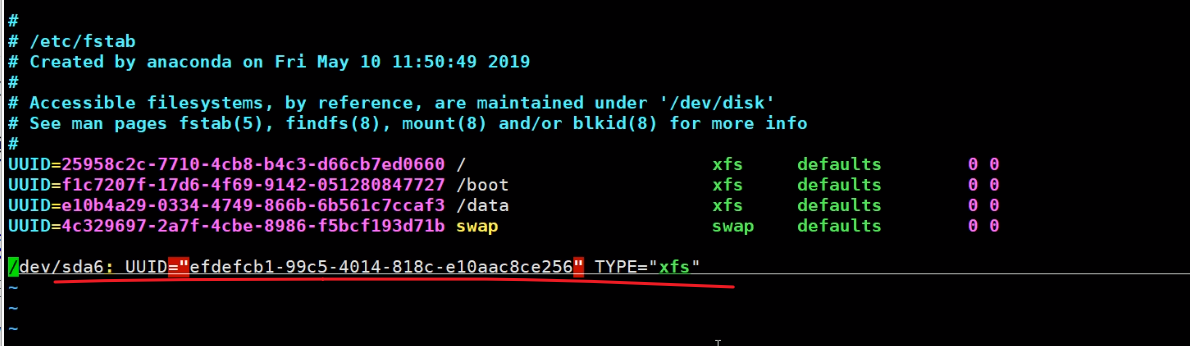 #
# /etc/fstab
# Created by anaconda on Fri May 10 11:50:49 2019
#
# Accessible filesystems, by reference, are maintained under '/dev/disk'
# See man pages fstab(5), findfs(8), mount(8) and/or blkid(8) for more info
#
UUID=25958c2c-7710-4cb8-b4c3-d66cb7ed0660 / xfs defaults 0 0
UUID=f1c7207f-17d6-4f69-9142-051280847727 /boot xfs defaults 0 0
UUID=e10b4a29-0334-4749-866b-6b561c7ccaf3 /data xfs defaults 0 0
UUID=4c329697-2a7f-4cbe-8986-f5bcf193d71b swap swap defaults 0 0
/dev/sda6: UUID="efdefcb1-99c5-4014-818c-e10aac8ce256" TYPE="xfs"
~
~
~